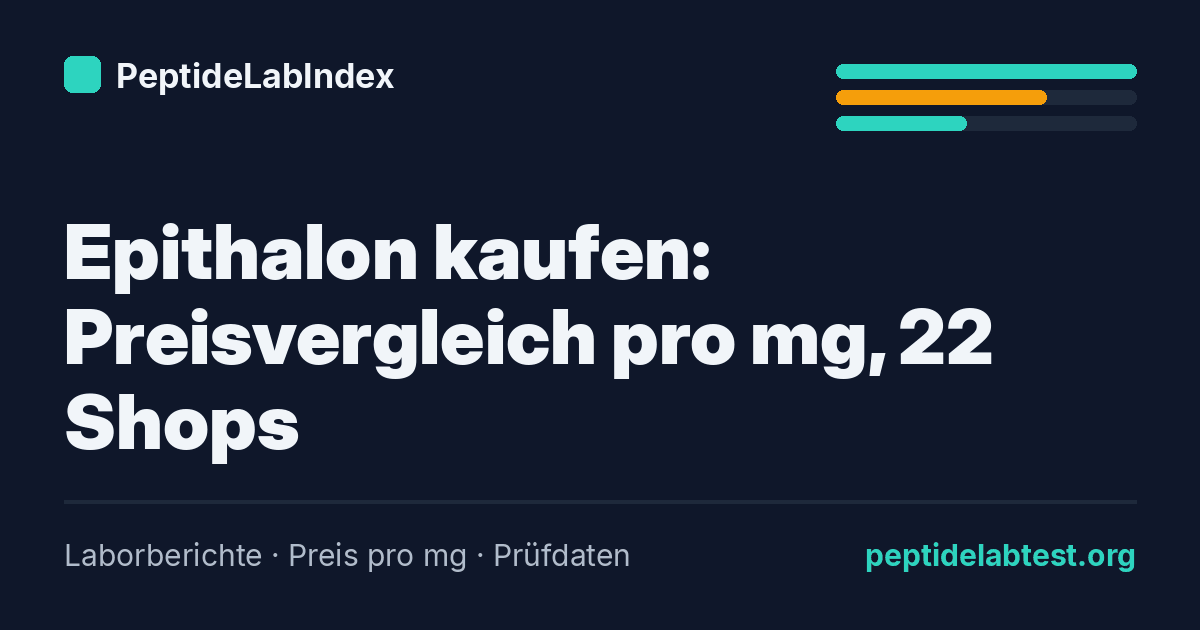 PeptideLabIndex
Epithalon kaufen:
Preisvergleich pro mg, 22
Shops
Laborberichte · Preis pro mg · Prüfdaten
peptidelabtest.org